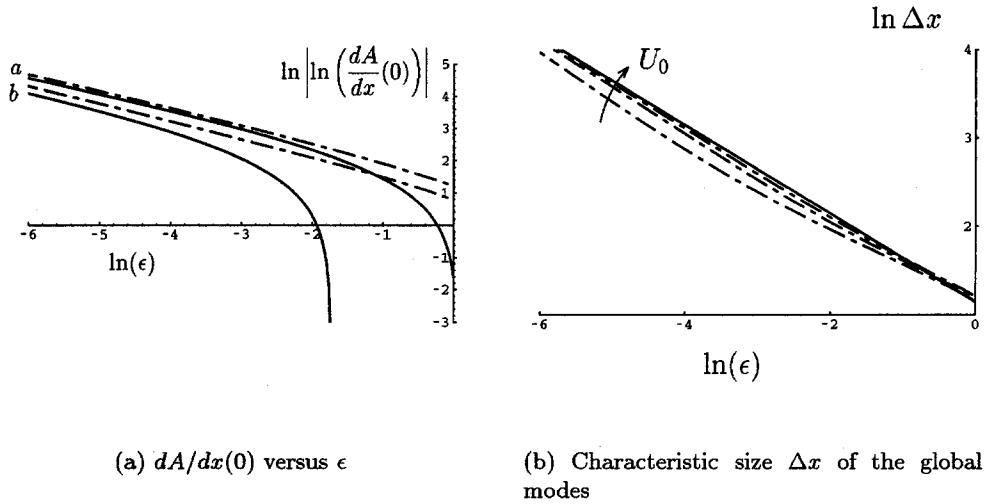 a
b
ln |ln (dA/dx (0))|
5
4
3
2
1
-1
-2
-3
-6 -5 -4 -3 -2 -1
ln(ϵ)
(a) dA/dx(0) versus ϵ
ln Δx
U₀
4
3
2
-6 -4 -2 0
ln(ϵ)
(b) Characteristic size Δx of the global
modes